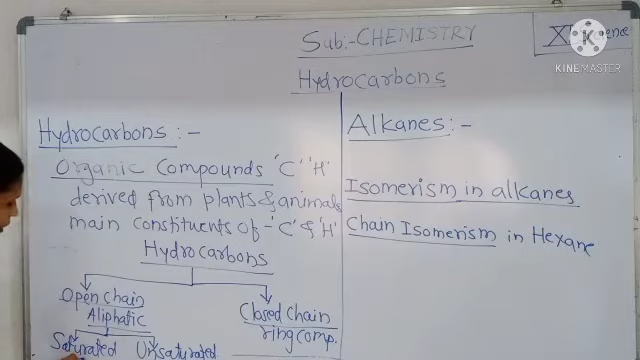 Sub:- CHEMISTRY
XI Science
KINEMASTER
Hydrocarbons
Hydrocarbons :-
Organic Compounds 'C' 'H'
derived from plants & animals
main constituents of - 'C' & 'H'
Hydrocarbons
Open Chain
Aliphatic
Closed Chain
ring comp.
Saturated Unsaturated
Alkanes :-
Isomerism in alkanes
Chain Isomerism in Hexane